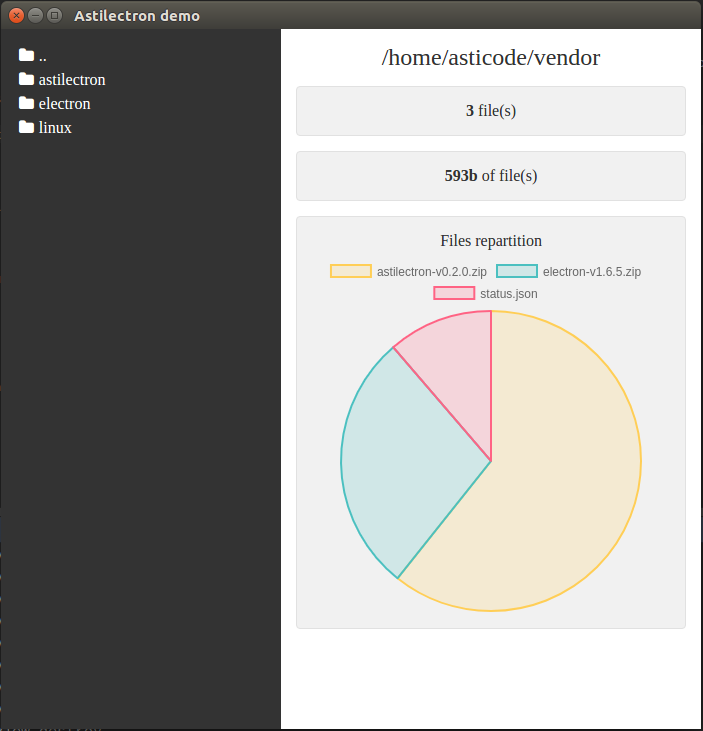 Astilectron demo
..
astilectron
electron
linux
/home/asticode/vendor
3 file(s)
593b of file(s)
Files repartition
astilectron-v0.2.0.zip electron-v1.6.5.zip
status.json